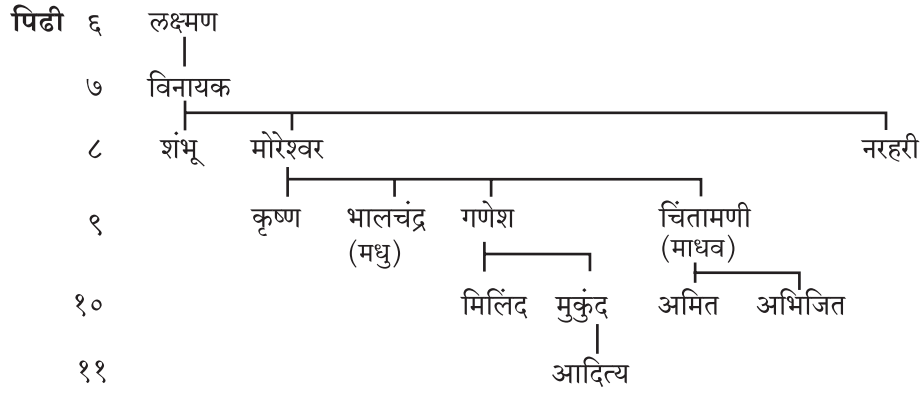 पिढी ६ लक्ष्मण
७ विनायक
८ शंभू मोरेश्वर नरहरी
९ कृष्ण भालचंद्र गणेश चिंतामणी
(मधु) (माधव)
१० मिलिंद मुकुंद अमित अभिजित
११ आदित्य